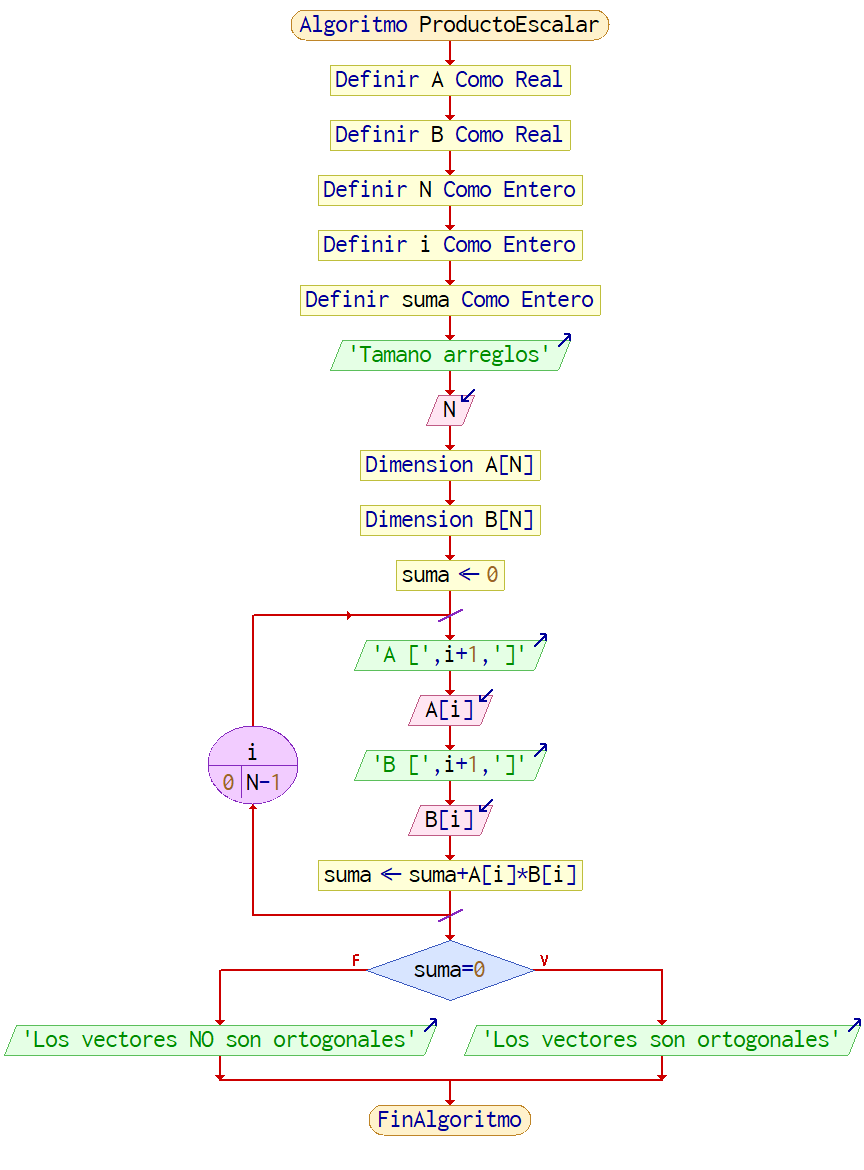 Algoritmo ProductoEscalar
Definir A Como Real
Definir B Como Real
Definir N Como Entero
Definir i Como Entero
Definir suma Como Entero
'Tamano arreglos'
N
Dimension A[N]
Dimension B[N]
suma ← 0
'A [',i+1,']'
A[i]
i
0 N-1
'B [',i+1,']'
B[i]
suma ← suma+A[i]*B[i]
F
V
suma=0
'Los vectores NO son ortogonales'
'Los vectores son ortogonales'
FinAlgoritmo